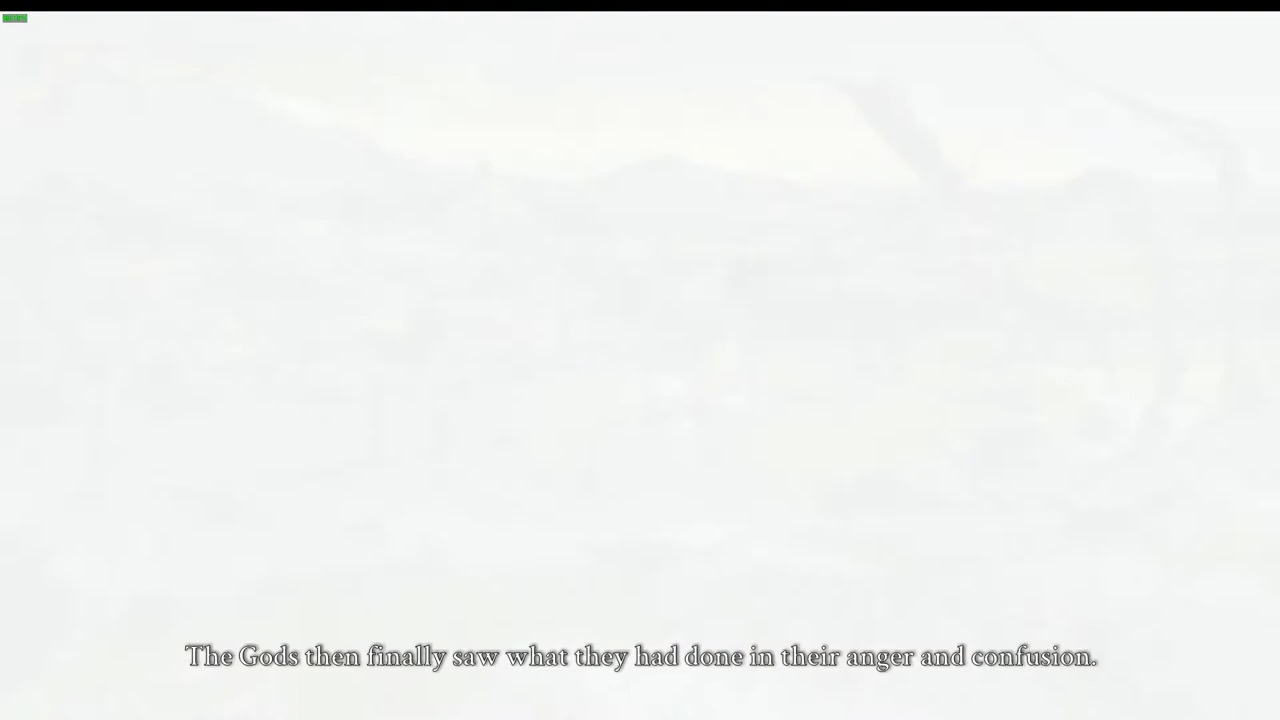 The Gods then finally saw what they had done in their anger and confusion.